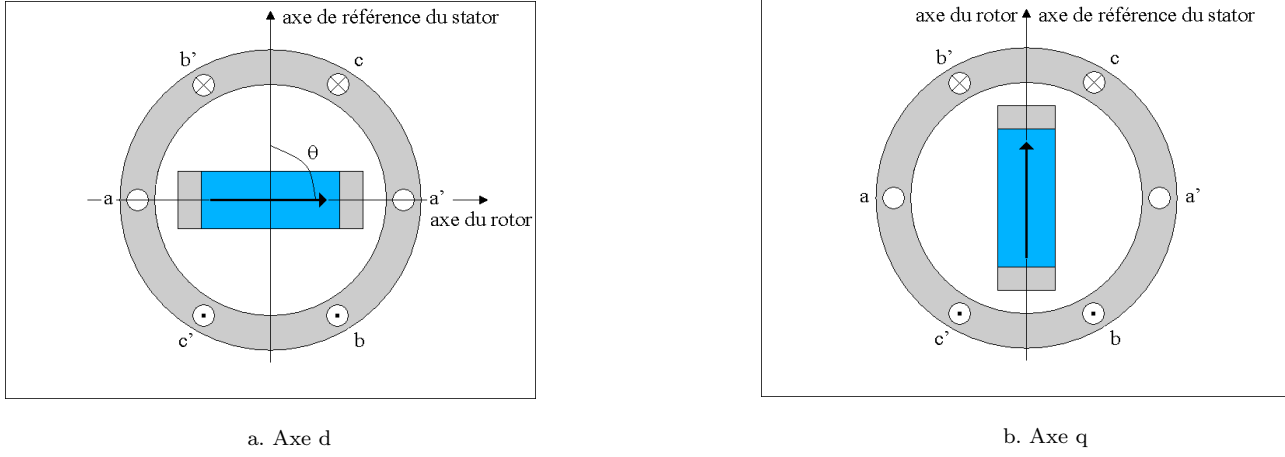 axe de référence du stator
b'
c
θ
a
a'
axe du rotor
c'
b
a. Axe d
axe du rotor
axe de référence du stator
b'
c
a
a'
c'
b
b. Axe q